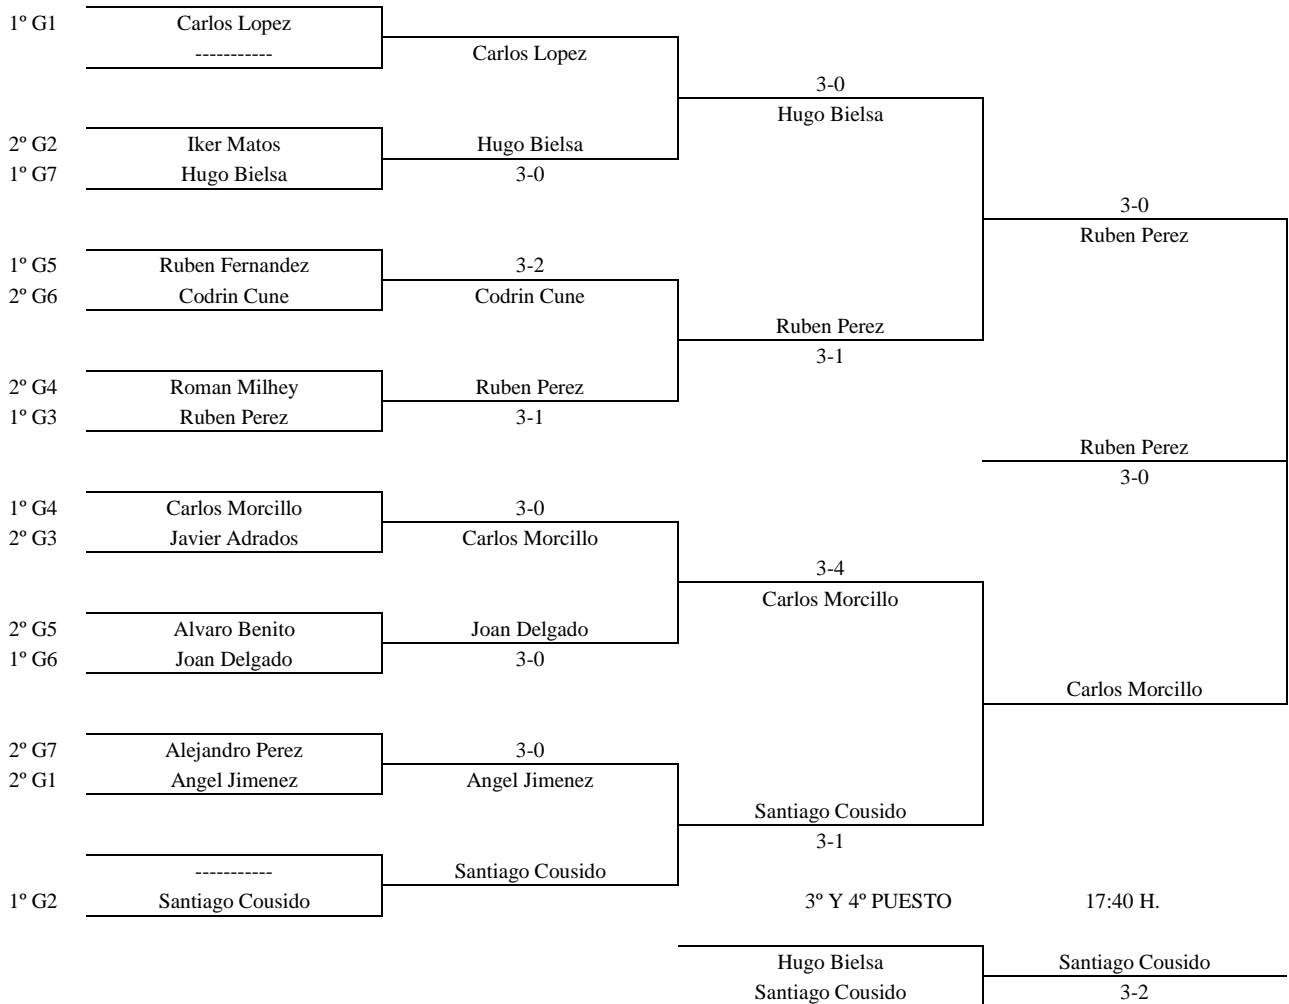 1º G1 Carlos Lopez
----------- Carlos Lopez
3-0
Hugo Bielsa
2º G2 Iker Matos Hugo Bielsa
1º G7 Hugo Bielsa 3-0
3-0
Ruben Perez
1º G5 Ruben Fernandez 3-2
2º G6 Codrin Cune Codrin Cune
Ruben Perez
3-1
2º G4 Roman Milhey Ruben Perez
1º G3 Ruben Perez 3-1
Ruben Perez
3-0
1º G4 Carlos Morcillo 3-0
2º G3 Javier Adrados Carlos Morcillo
3-4
Carlos Morcillo
2º G5 Alvaro Benito Joan Delgado
1º G6 Joan Delgado 3-0
Carlos Morcillo
2º G7 Alejandro Perez 3-0
2º G1 Angel Jimenez Angel Jimenez
Santiago Cousido
3-1
----------- Santiago Cousido
1º G2 Santiago Cousido 3º Y 4º PUESTO 17:40 H.
Hugo Bielsa Santiago Cousido
Santiago Cousido 3-2